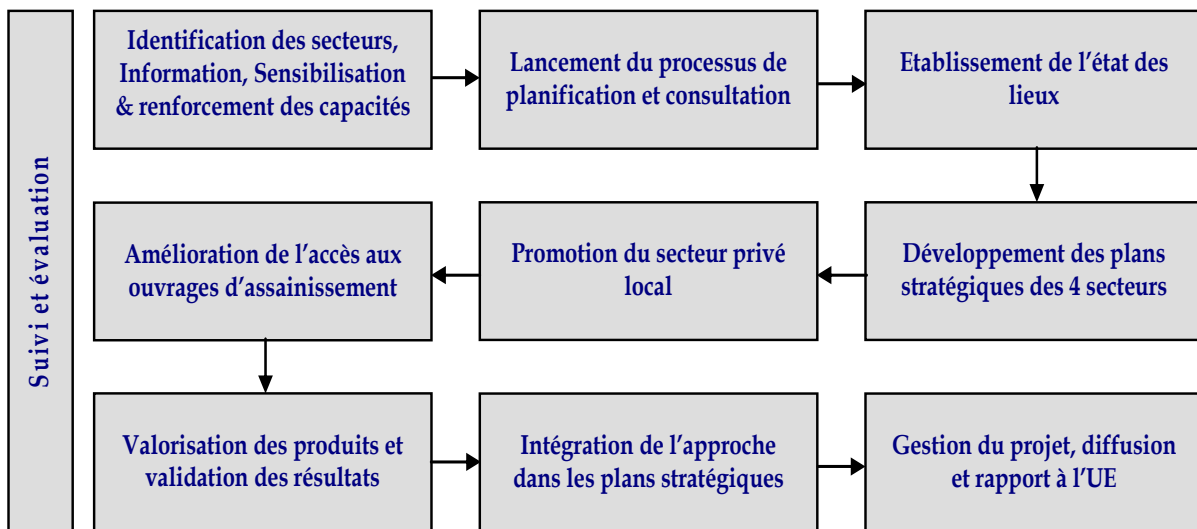 Suivi et évaluation
Identification des secteurs,
Information, Sensibilisation
& renforcement des capacités
Lancement du processus de
planification et consultation
Etablissement de l’état des
lieux
Amélioration de l’accès aux
ouvrages d’assainissement
Promotion du secteur privé
local
Développement des plans
stratégiques des 4 secteurs
Valorisation des produits et
validation des résultats
Intégration de l’approche
dans les plans stratégiques
Gestion du projet, diffusion
et rapport à l’UE